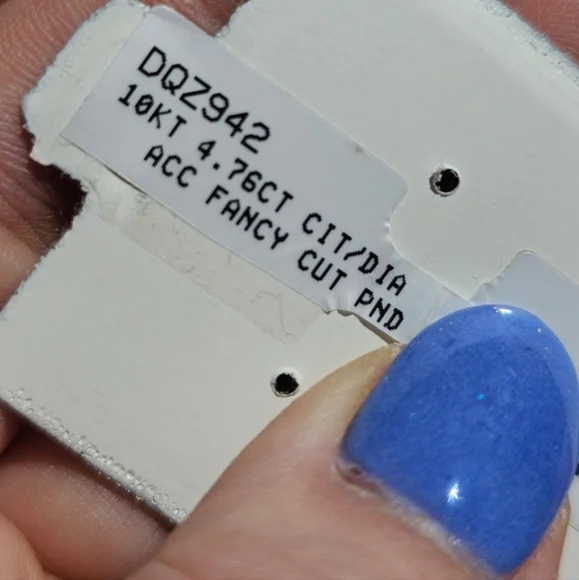 DQZ942
10KT 4.76CT CIT/DIA
ACC FANCY CUT PND